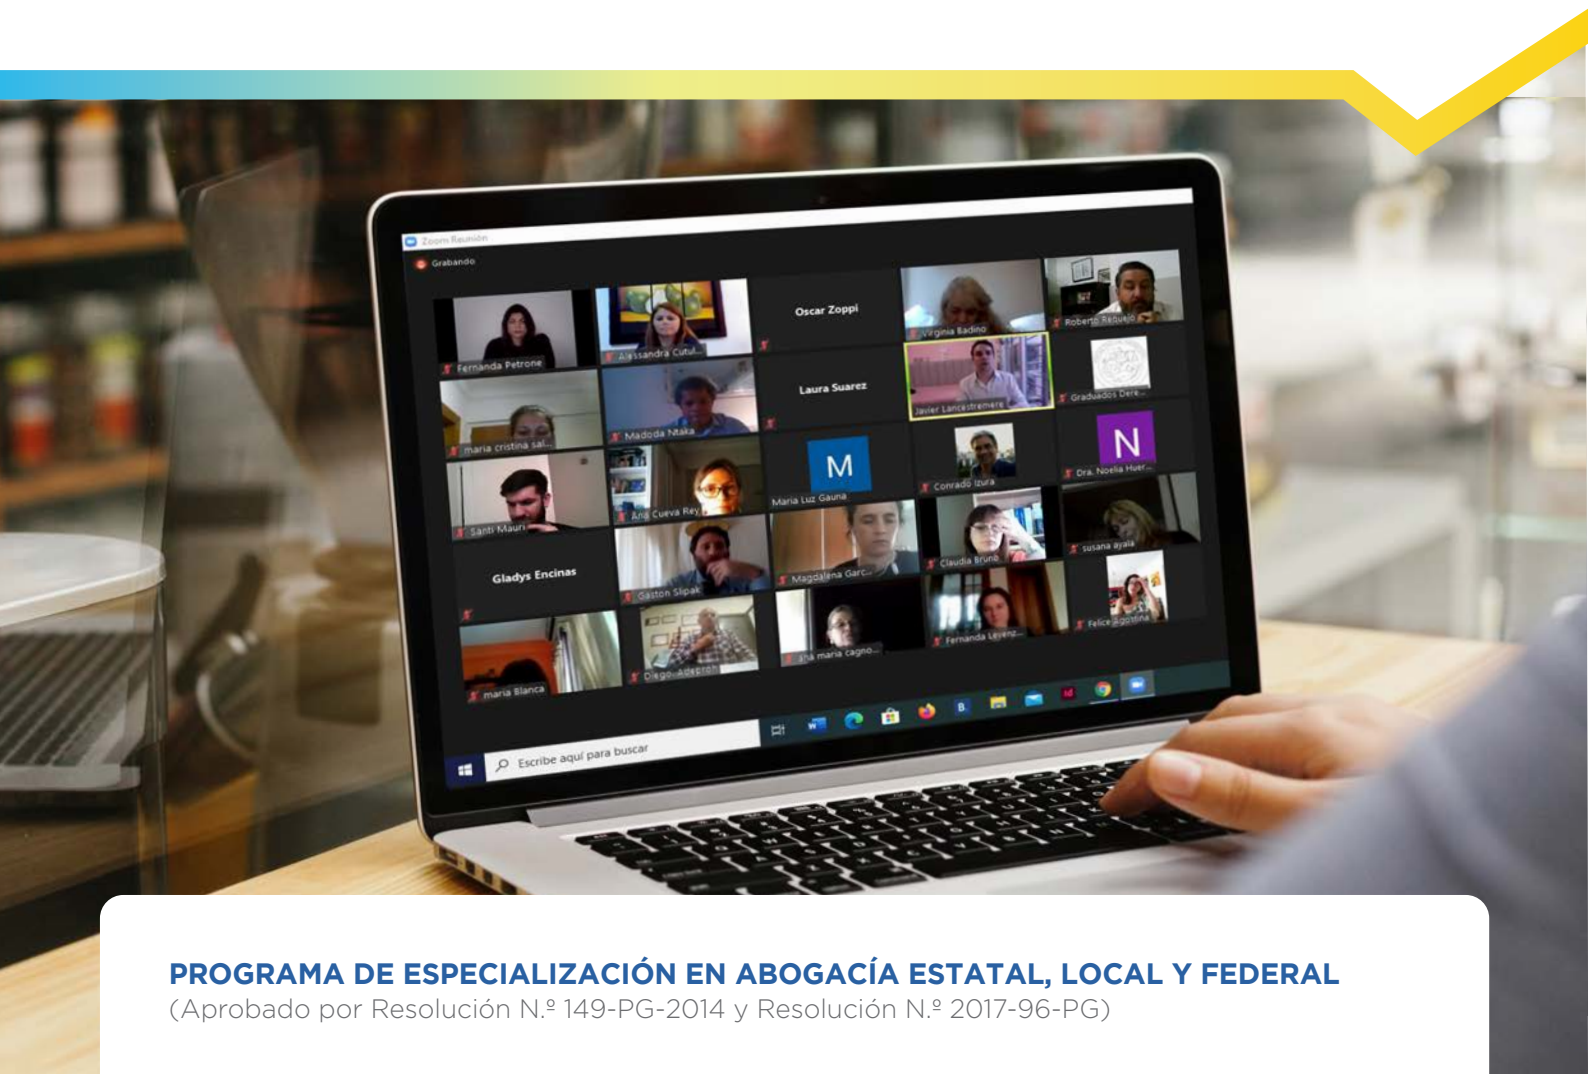 Zoom Reunión
Grabando
Fernanda Petrone
Alessandra Cutul...
Oscar Zoppi
Virginia Badino
Roberto Requejo
maria cristina sal...
Madoda Ntaka
Laura Suarez
Javier Lancestremere
Graduados Dere...
Santi Mauri
Ana Cueva Rey
M
Maria Luz Gauna
Conrado Izura
N
Dra. Noelia Huer...
Gladys Encinas
Gaston Slipak
Magdalena Garc...
Claudia Bruno
susana ayala
maria Blanca
Diego
ana maria cagno...
Fernanda Levenz...
Felice Agostina
Escribe aquí para buscar
PROGRAMA DE ESPECIALIZACIÓN EN ABOGACÍA ESTATAL, LOCAL Y FEDERAL
(Aprobado por Resolución N.º 149-PG-2014 y Resolución N.º 2017-96-PG)